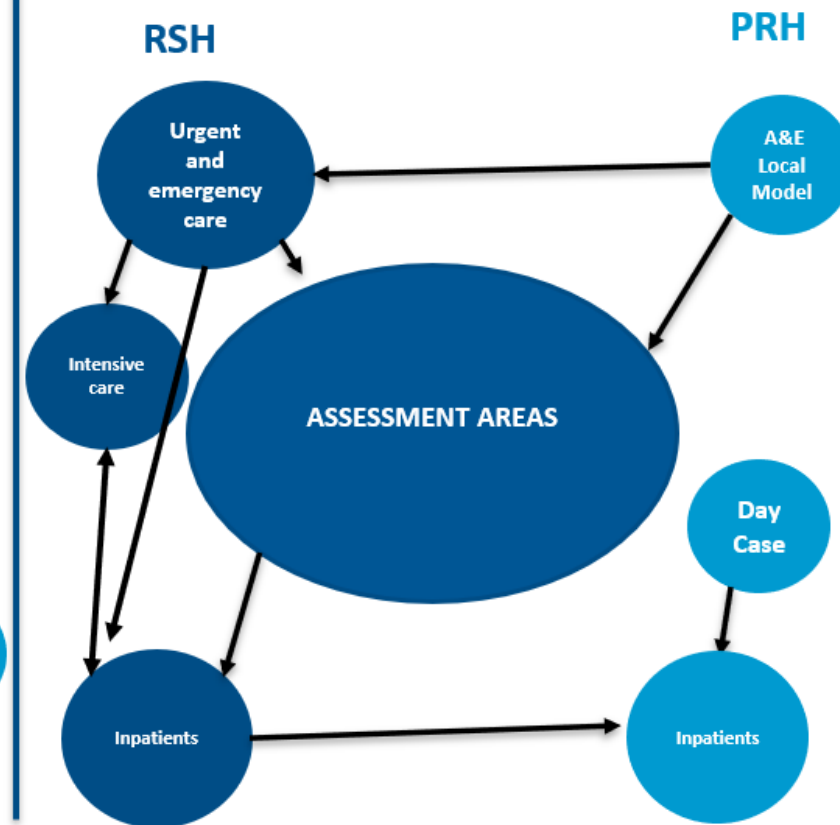 RSH
PRH
Urgent
and
emergency
care
A&E
Local
Model
Intensive
care
ASSESSMENT AREAS
Day
Case
Inpatients
Inpatients